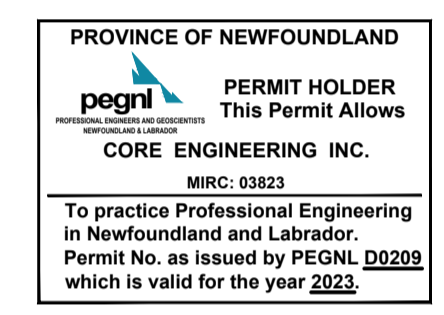 PROVINCE OF NEWFOUNDLAND
pegnl
PROFESSIONAL ENGINEERS AND GEOSCIENTISTS
NEWFOUNDLAND & LABRADOR
PERMIT HOLDER
This Permit Allows
CORE ENGINEERING INC.
MIRC: 03823
To practice Professional Engineering
in Newfoundland and Labrador.
Permit No. as issued by PEGNL D0209
which is valid for the year 2023.